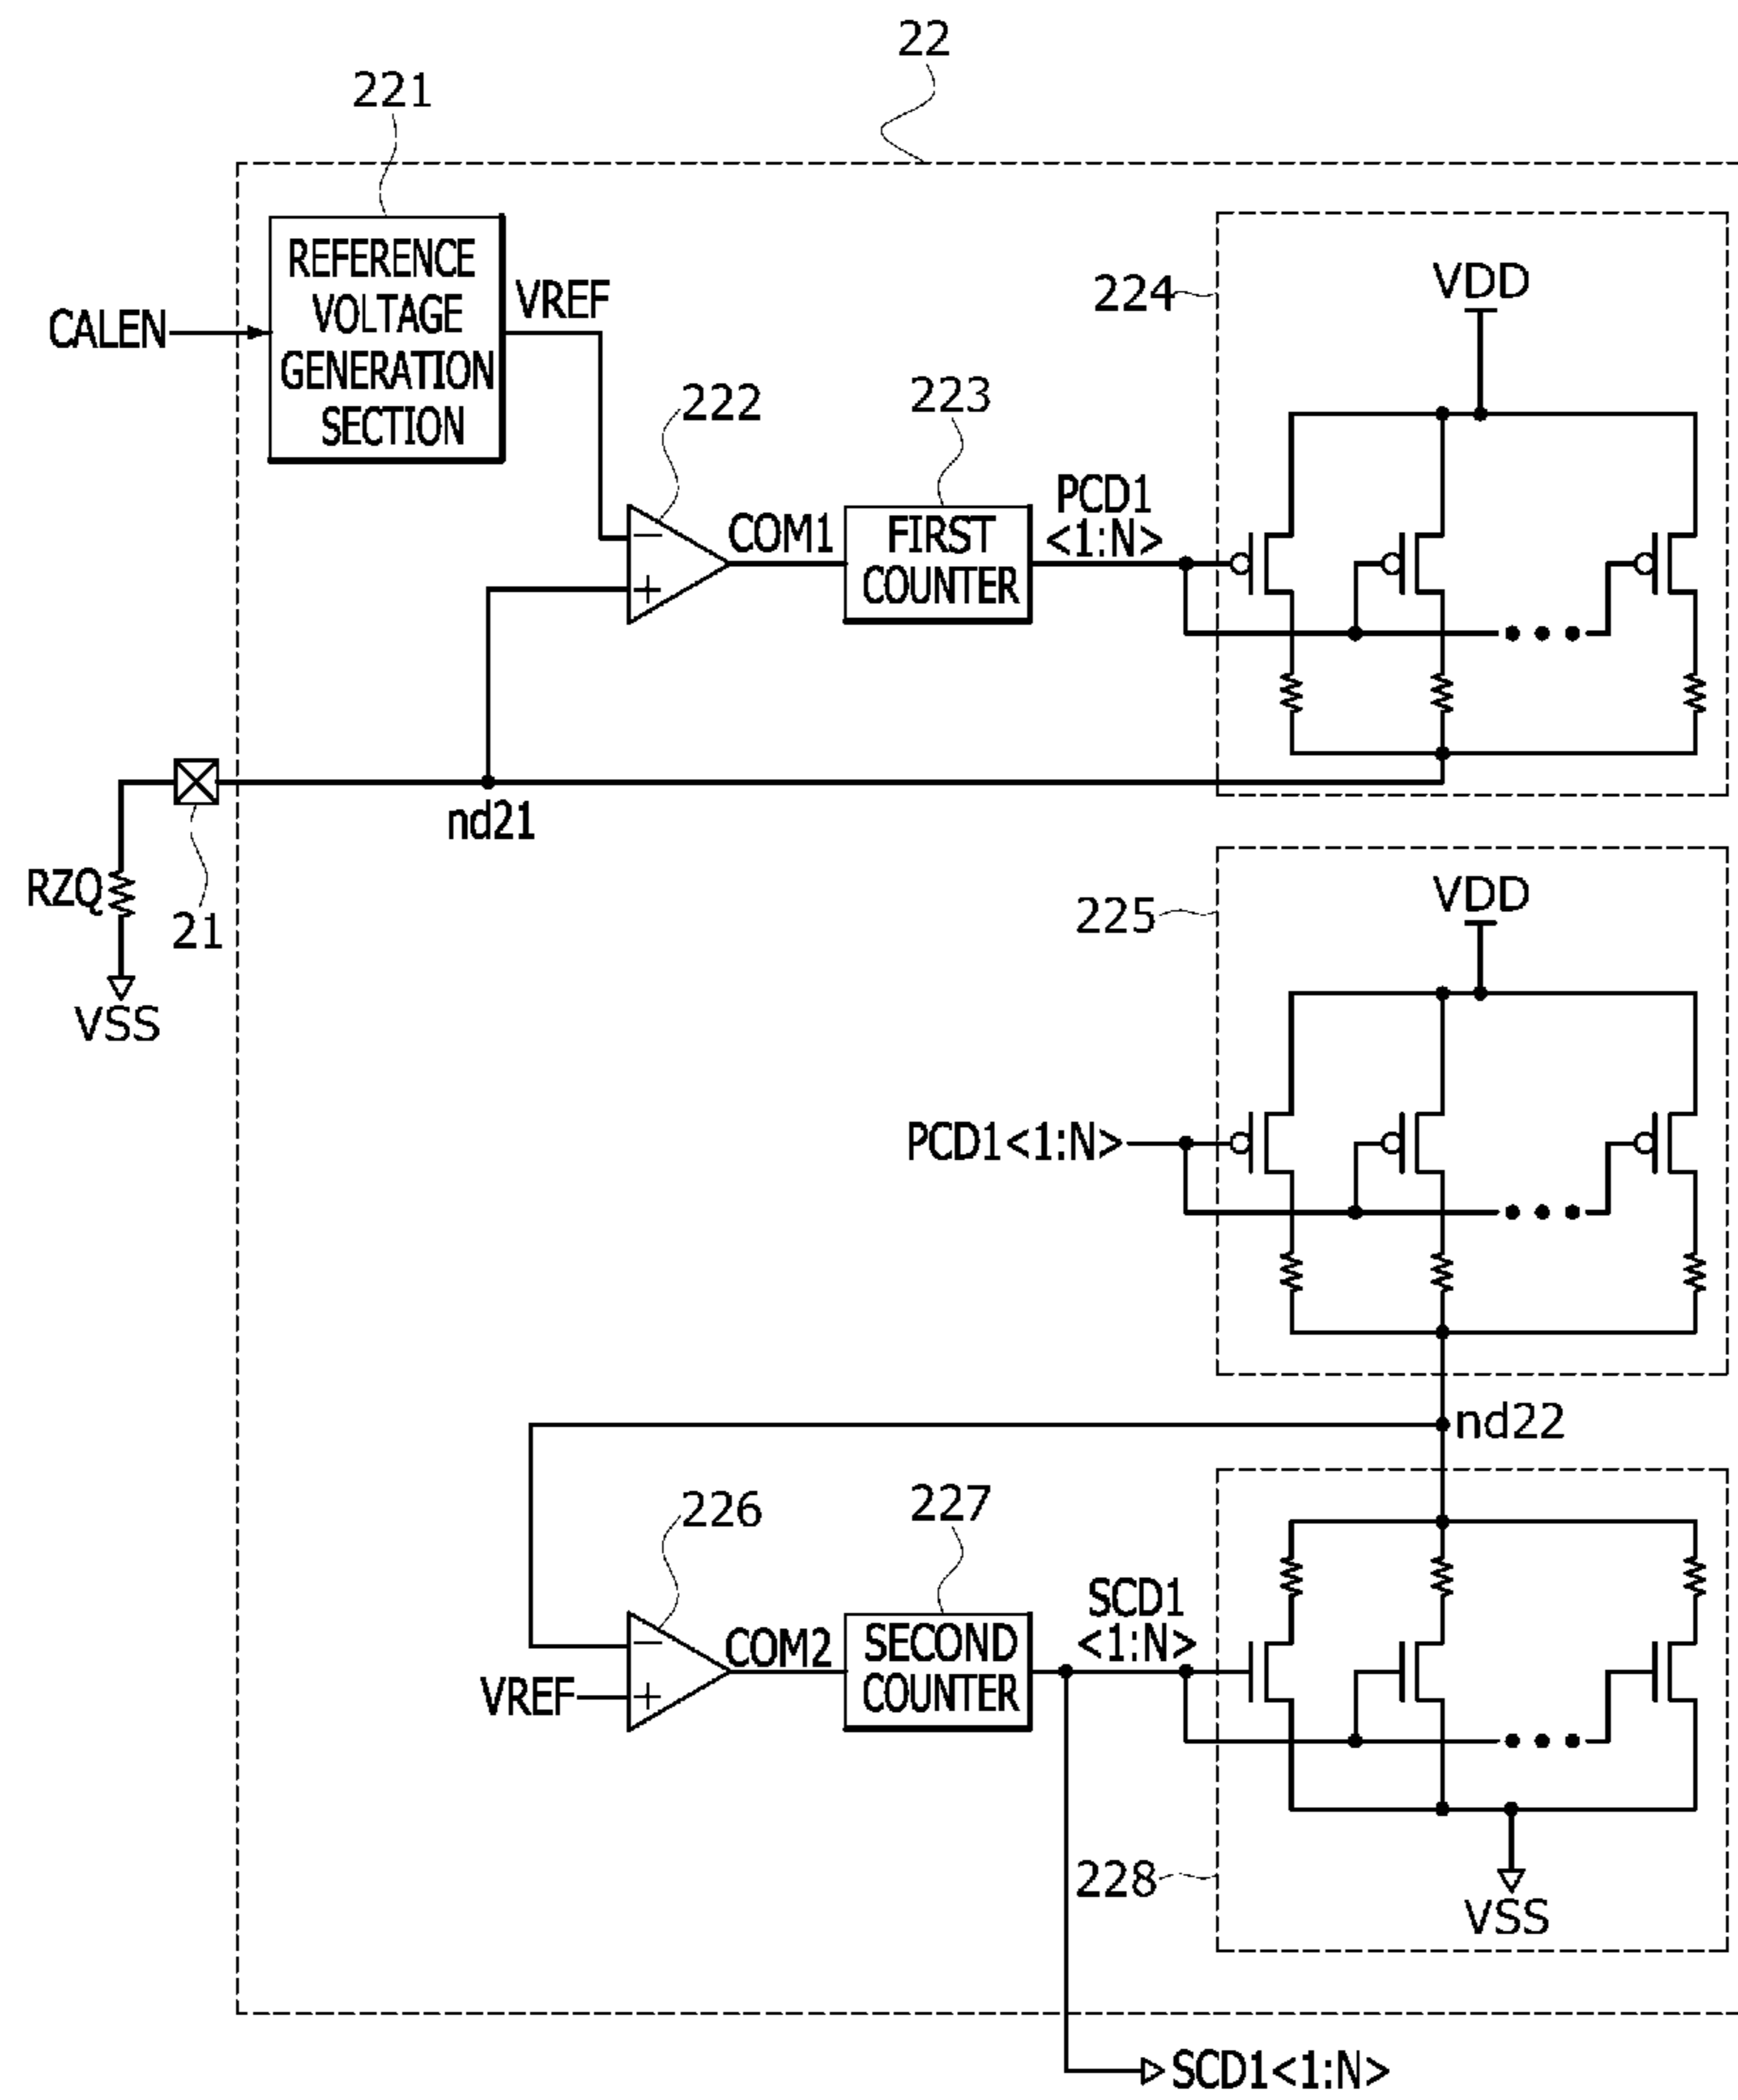 22
221
REFERENCE
VOLTAGE
GENERATION
SECTION
CALEN
VREF
222
COM1
223
FIRST
COUNTER
PCD1
<1:N>
224
VDD
nd21
21
RZQ
VSS
225
VDD
PCD1<1:N>
nd22
226
VREF
COM2
227
SECOND
COUNTER
SCD1
<1:N>
228
VSS
SCD1<1:N>